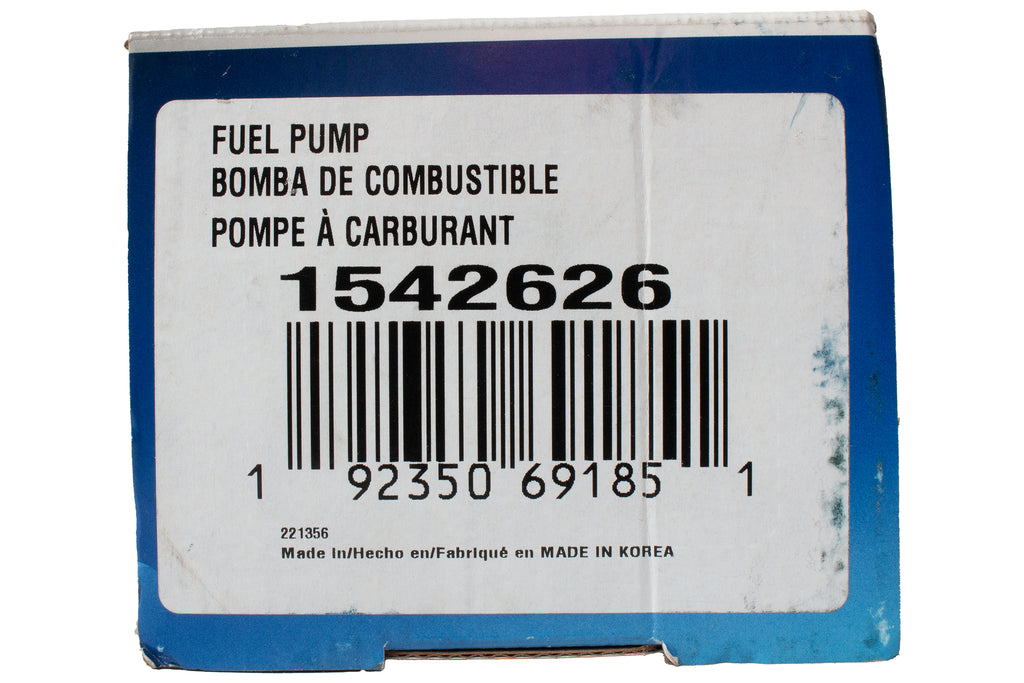 FUEL PUMP
BOMBA DE COMBUSTIBLE
POMPE À CARBURANT
1542626
1 92350 69185 1
221356
Made in/Hecho en/Fabriqué en MADE IN KOREA